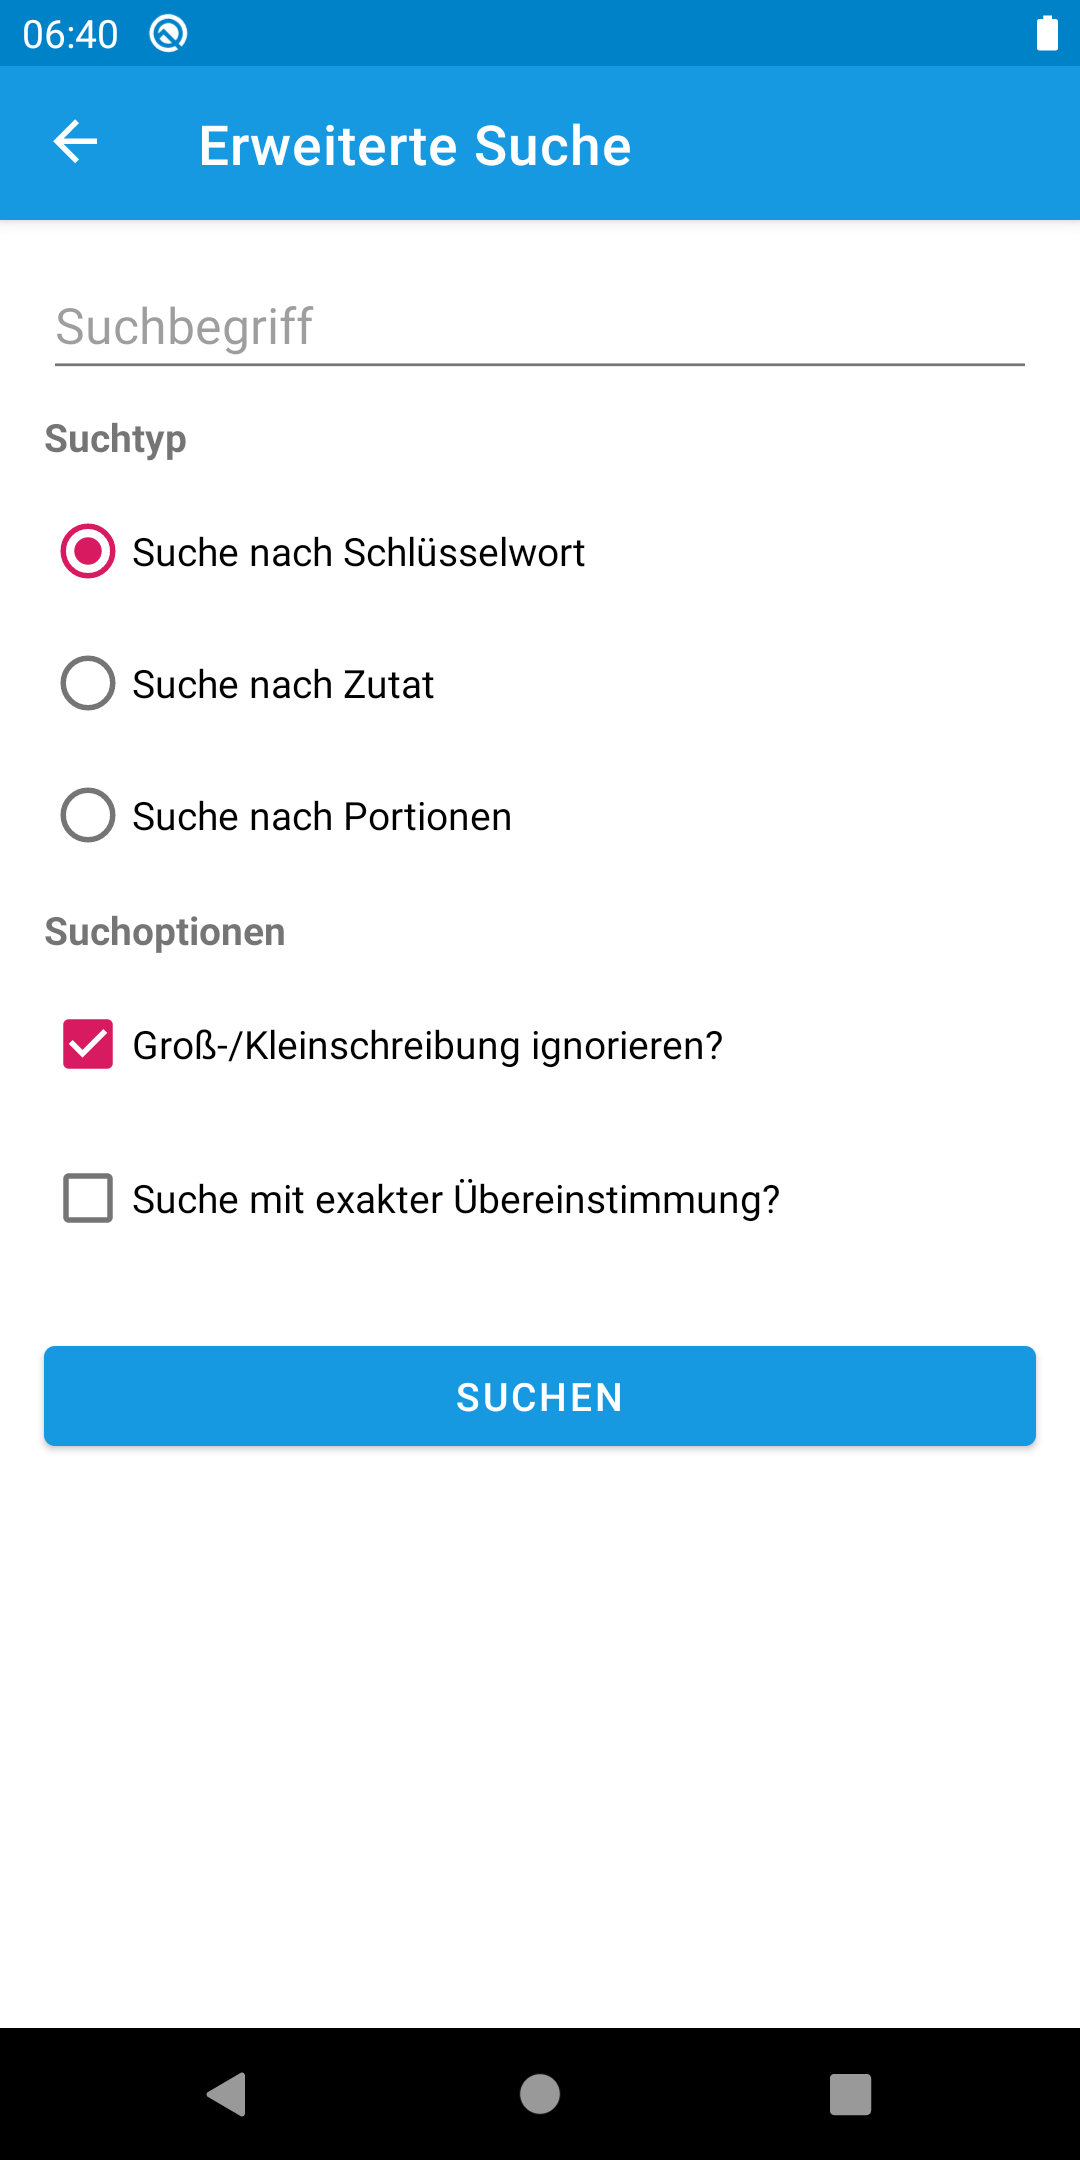 06:40
Erweiterte Suche
Suchbegriff
Suchtyp
Suche nach Schlüsselwort
Suche nach Zutat
Suche nach Portionen
Suchoptionen
Groß-/Kleinschreibung ignorieren?
Suche mit exakter Übereinstimmung?
SUCHEN